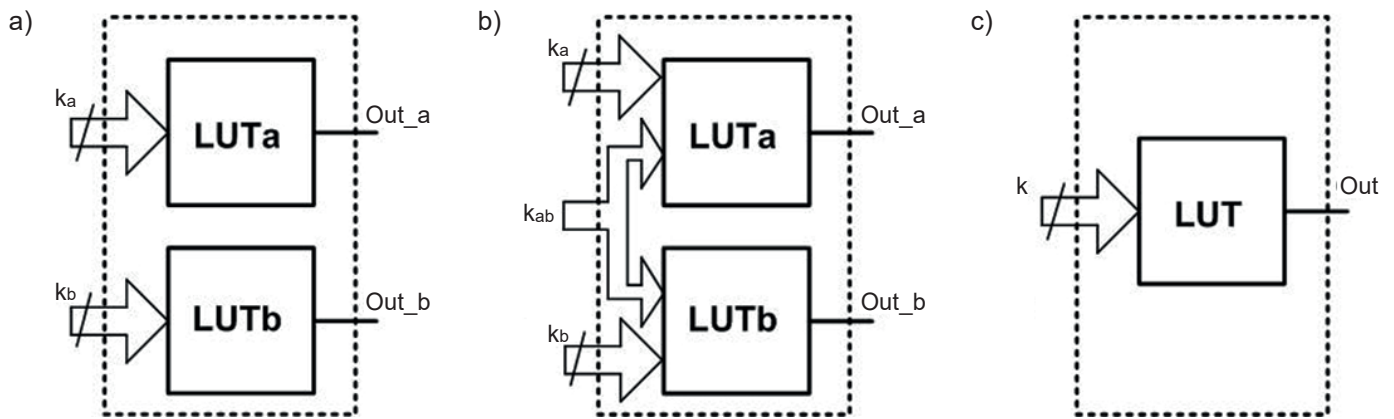 a)
ka
LUTa
Out_a
kb
LUTb
Out_b
b)
ka
LUTa
Out_a
kab
kb
LUTb
Out_b
c)
k
LUT
Out